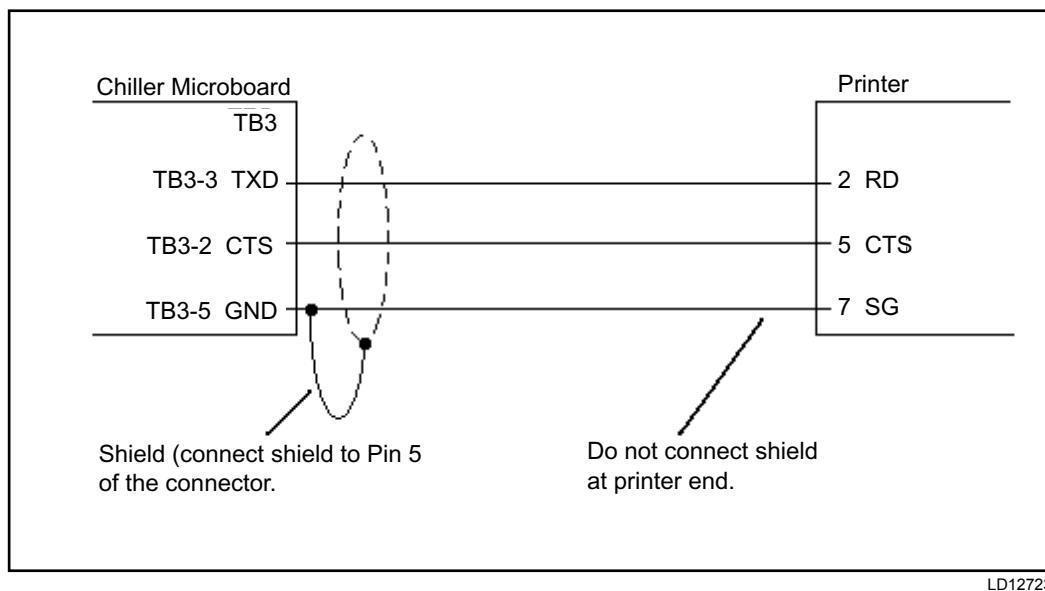 Chiller Microboard
Printer
TB3
TB3-3 TXD
2 RD
TB3-2 CTS
5 CTS
TB3-5 GND
7 SG
Shield (connect shield to Pin 5
of the connector.
Do not connect shield
at printer end.
LD12723